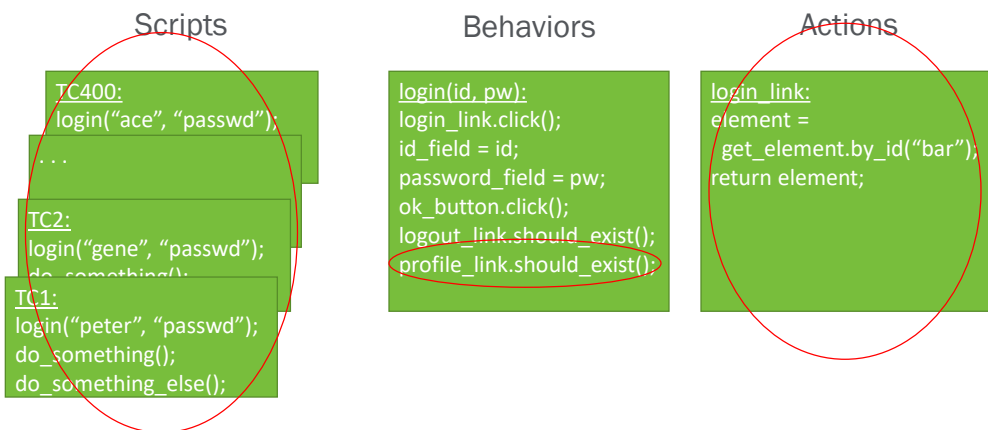 Scripts
TC400:
login(“ace”, “passwd”);
. . .
TC2:
login(“gene”, “passwd”);
do_something();
TC1:
login(“peter”, “passwd”);
do_something();
do_something_else();
Behaviors
login(id, pw):
login_link.click();
id_field = id;
password_field = pw;
ok_button.click();
logout_link.should_exist();
profile_link.should_exist();
Actions
login_link:
element =
get_element.by_id(“bar”);
return element;